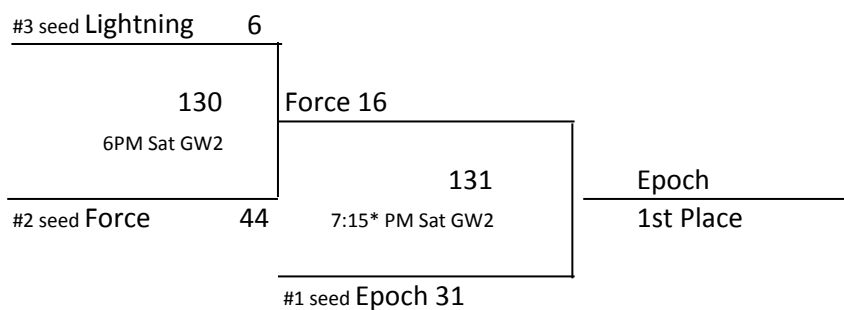 #3 seed Lightning 6
130
Force 16
6PM Sat GW2
131
Epoch
#2 seed Force 44
7:15* PM Sat GW2
1st Place
#1 seed Epoch 31